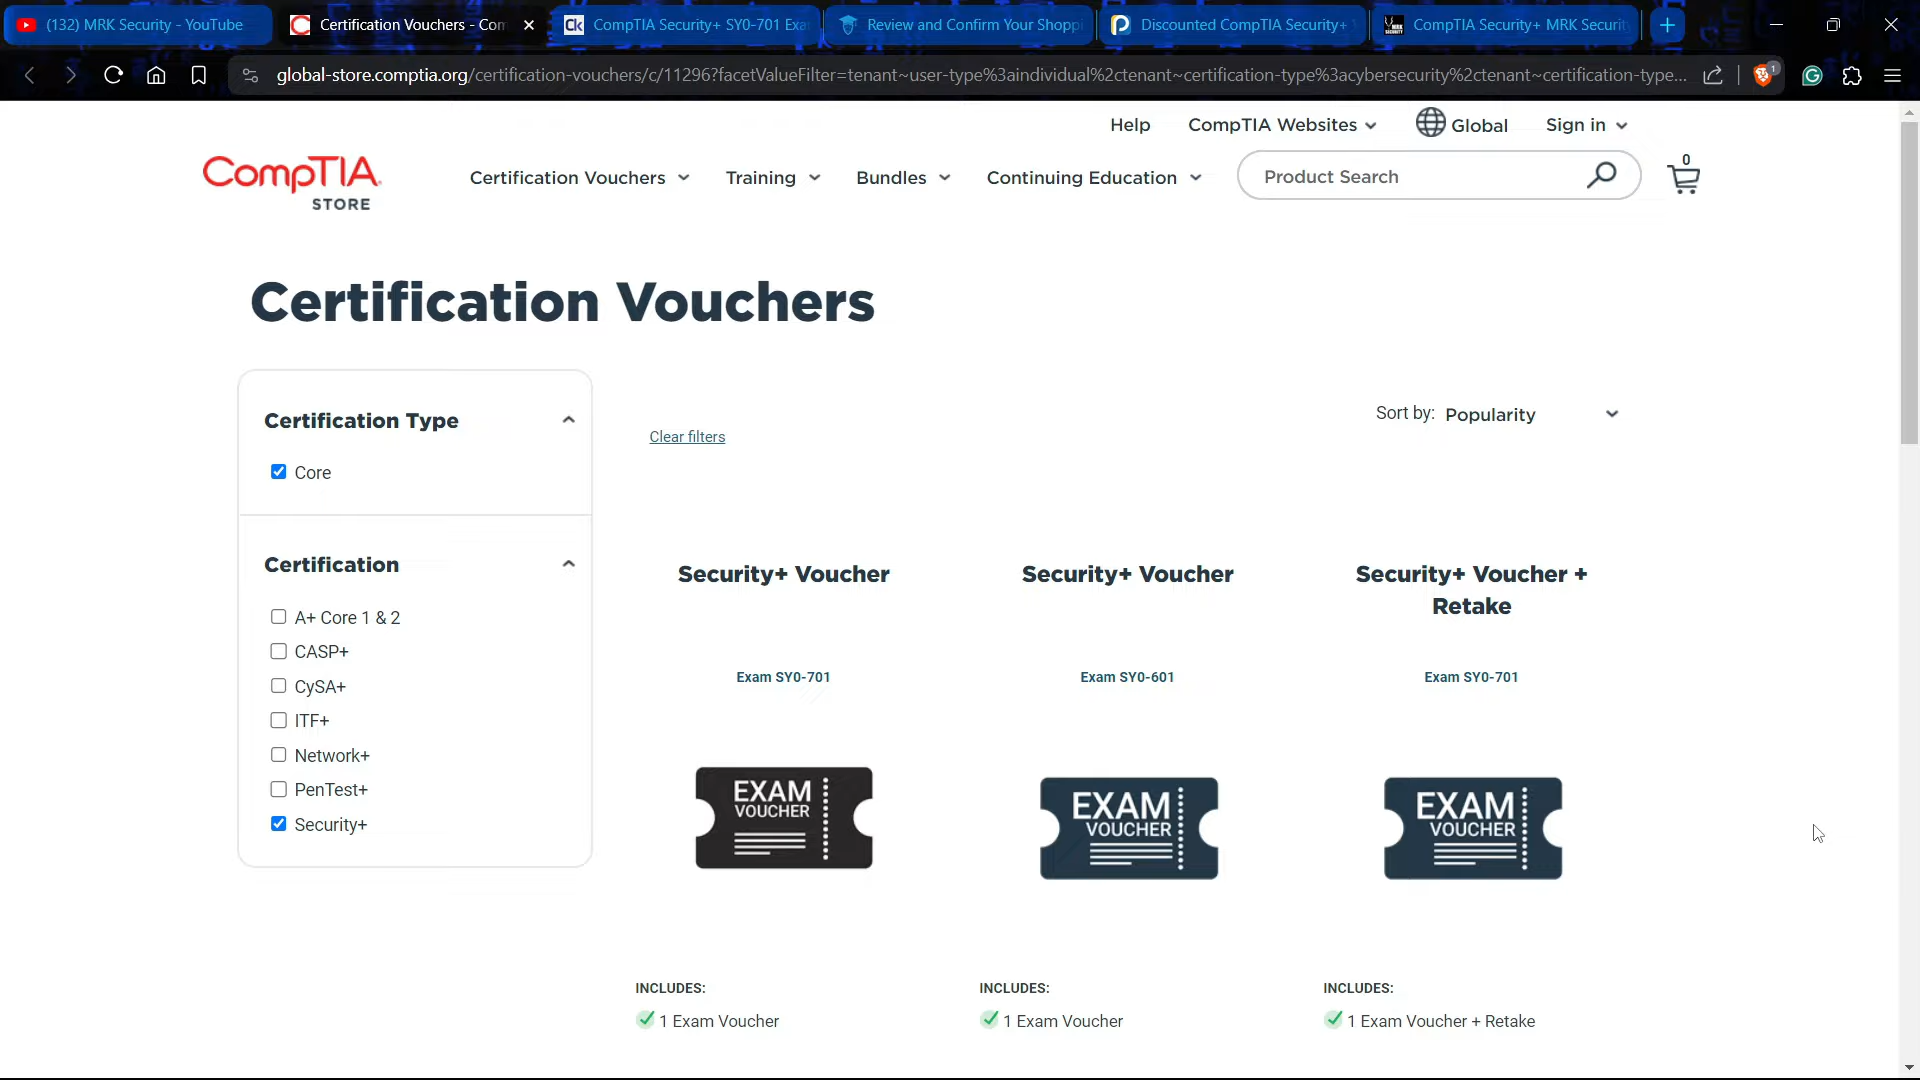 (132) MRK Security - YouTube
Certification Vouchers - Com
CompTIA Security+ SY0-701 Exa
Review and Confirm Your Shoppi
Discounted CompTIA Security+
CompTIA Security+ MRK Securit
global-store.comptia.org/certification-vouchers/c/11296?facetValueFilter=tenant~user-type%3aindividual%2ctenant~certification-type%3acybersecurity%2ctenant~certification-type...
1
Help
CompTIA Websites
Global
Sign in
CompTIA
STORE
Certification Vouchers
Training
Bundles
Continuing Education
Product Search
0
Certification Vouchers
Certification Type
Core
Certification
A+ Core 1 & 2
CASP+
CySA+
ITF+
Network+
PenTest+
Security+
Clear filters
Sort by: Popularity
Security+ Voucher
Exam SY0-701
EXAM
VOUCHER
INCLUDES:
1 Exam Voucher
Security+ Voucher
Exam SY0-601
EXAM
VOUCHER
INCLUDES:
1 Exam Voucher
Security+ Voucher +
Retake
Exam SY0-701
EXAM
VOUCHER
INCLUDES:
1 Exam Voucher + Retake